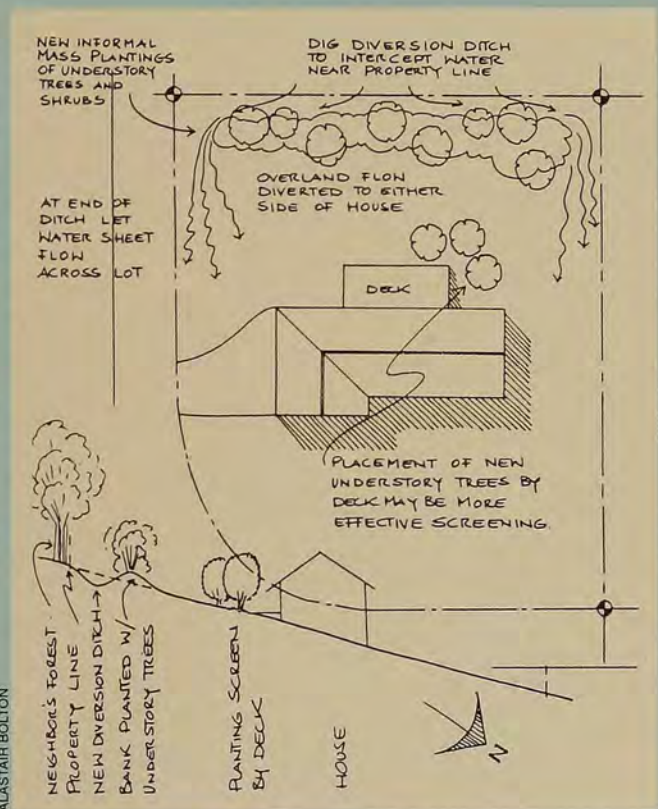 NEW INFORMAL
MASS PLANTINGS
OF UNDERSTORY
TREES AND
SHRUBS
DIG DIVERSION DITCH
TO INTERCEPT WATER
NEAR PROPERTY LINE
OVERLAND FLOW
DIVERTED TO EITHER
SIDE OF HOUSE
AT END OF
DITCH LET
WATER SHEET
FLOW
ACROSS LOT
DECK
PLACEMENT OF NEW
UNDERSTORY TREES BY
DECK MAY BE MORE
EFFECTIVE SCREENING.
NEIGHBOR'S FOREST
PROPERTY LINE
NEW DIVERSION DITCH
BANK PLANTED W/
UNDERSTORY TREES
PLANTING SCREEN
BY DECK
HOUSE
N
ALASTAIR BOLTON